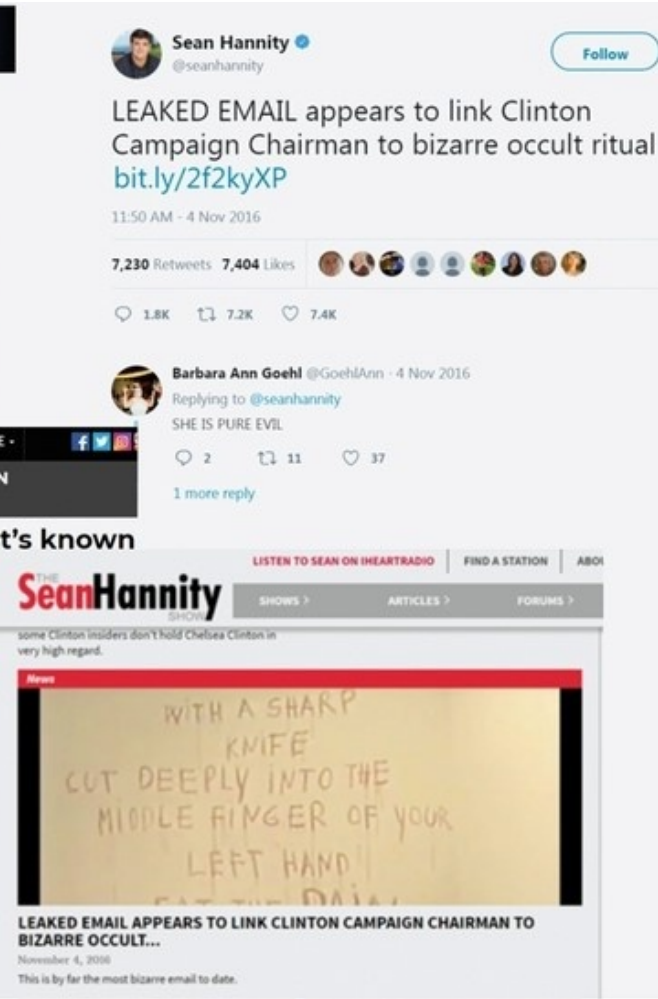 Sean Hannity
@seanhannity
Follow
LEAKED EMAIL appears to link Clinton
Campaign Chairman to bizarre occult ritual
bit.ly/2f2kyXP
11:50 AM - 4 Nov 2016
7,230 Retweets 7,404 Likes
1.8K 7.2K 7.4K
Barbara Ann Goehl @GoehlAnn · 4 Nov 2016
Replying to @seanhannity
SHE IS PURE EVIL
2 11 37
1 more reply
E
N
t's known
LISTEN TO SEAN ON IHEARTRADIO FIND A STATION ABO
THE
SeanHannity
SHOW
SHOWS > ARTICLES > FORUMS >
some Clinton insiders don't hold Chelsea Clinton in
very high regard.
News
WITH A SHARP
KNIFE
CUT DEEPLY INTO THE
MIDDLE FINGER OF YOUR
LEFT HAND
EAT THE PAIN
LEAKED EMAIL APPEARS TO LINK CLINTON CAMPAIGN CHAIRMAN TO
BIZARRE OCCULT...
November 4, 2016
This is by far the most bizarre email to date.